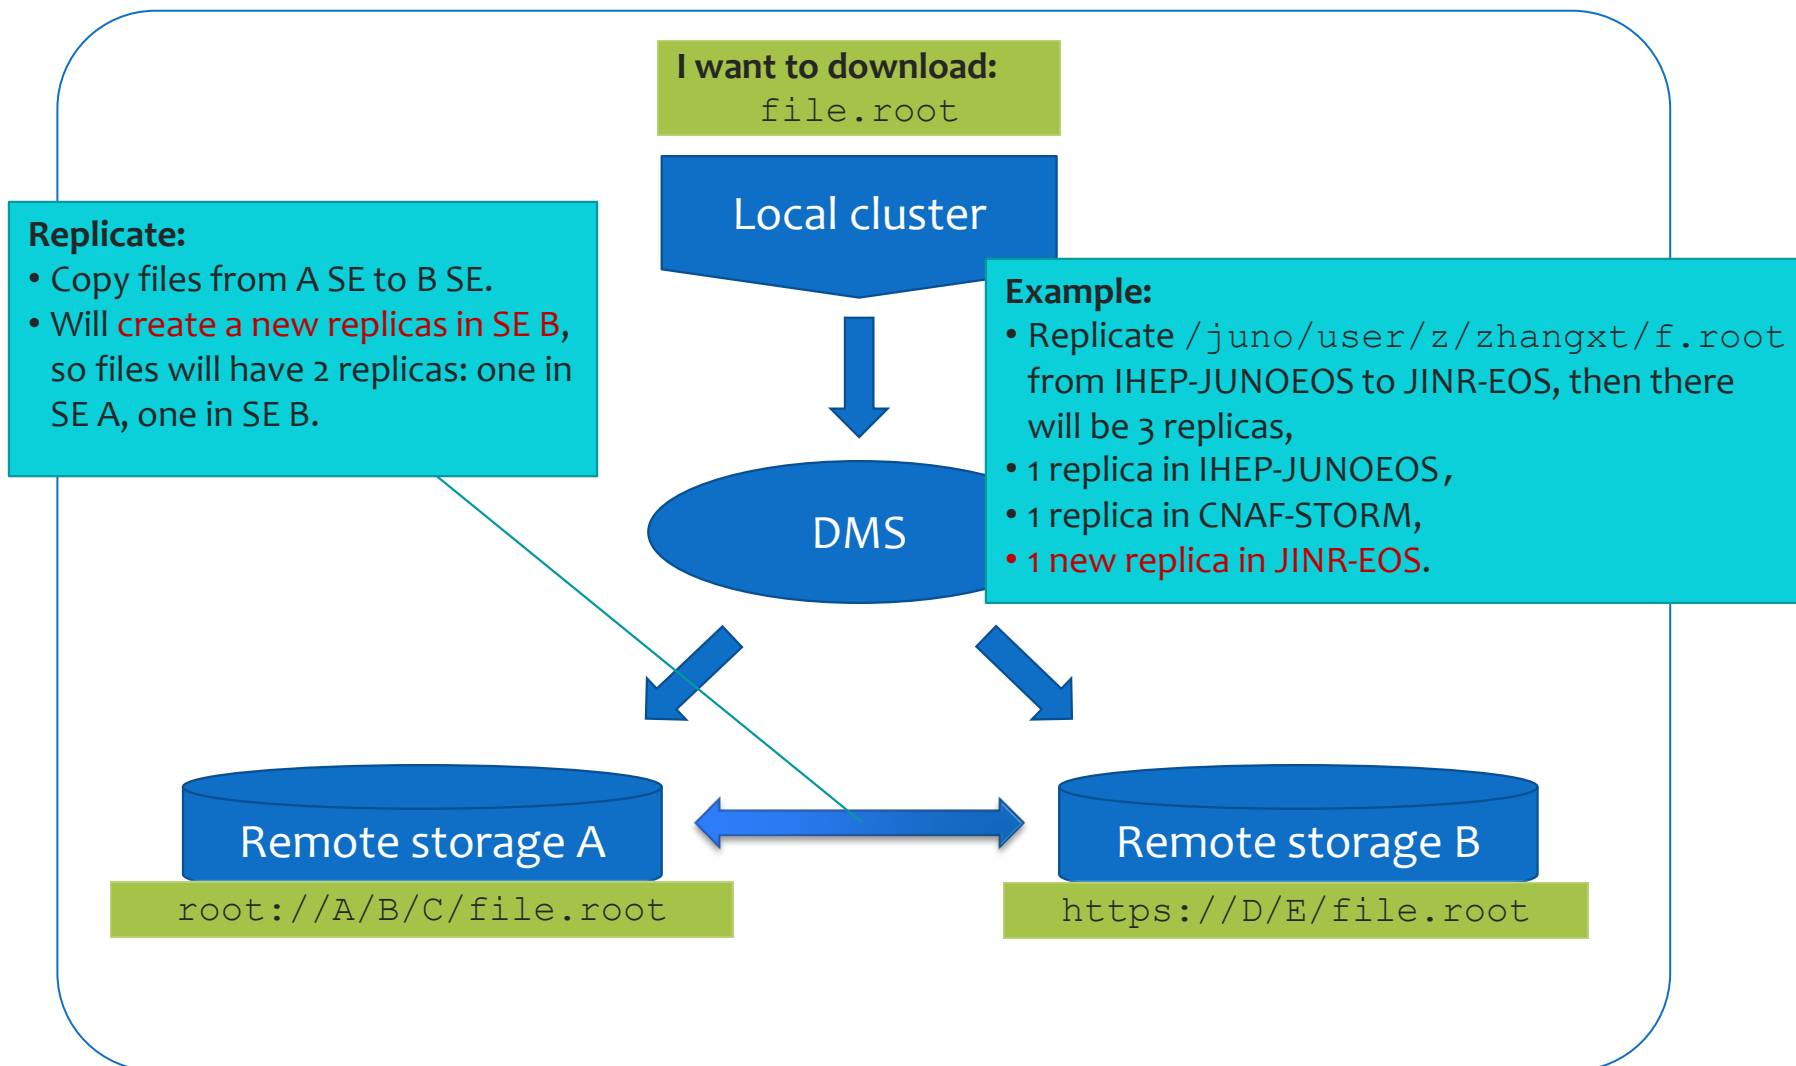 I want to download:
file.root
Local cluster
Replicate:
• Copy files from A SE to B SE.
• Will create a new replicas in SE B,
so files will have 2 replicas: one in
SE A, one in SE B.
Example:
• Replicate /juno/user/z/zhangxt/f.root
from IHEP-JUNOEOS to JINR-EOS, then there
will be 3 replicas,
• 1 replica in IHEP-JUNOEOS,
• 1 replica in CNAF-STORM,
• 1 new replica in JINR-EOS.
DMS
Remote storage A
root://A/B/C/file.root
Remote storage B
https://D/E/file.root